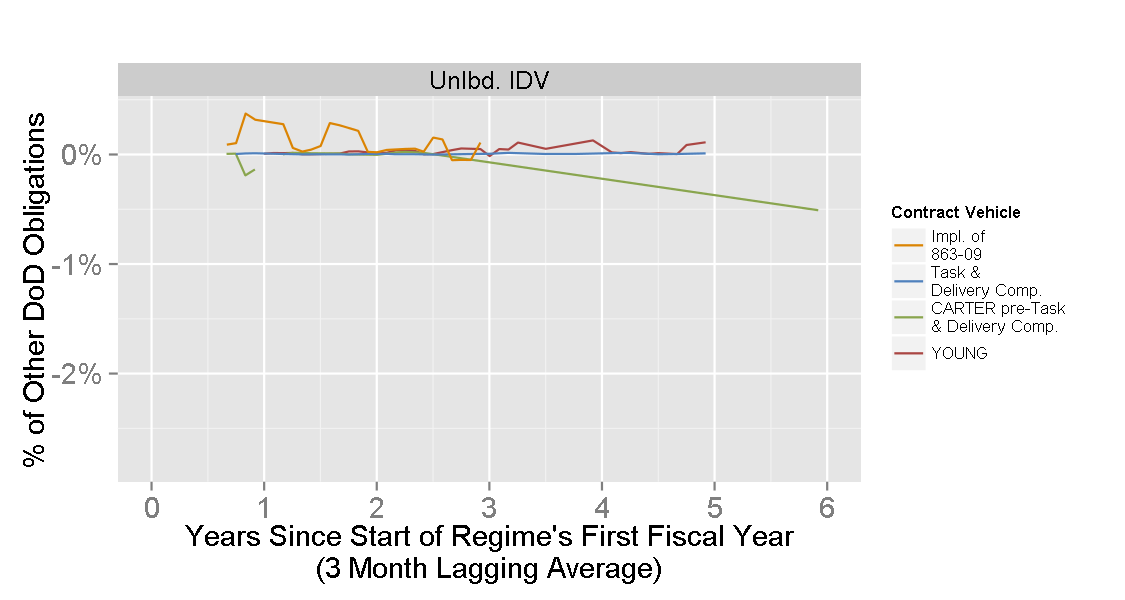 Unlbd. IDV
% of Other DoD Obligations
0%
-1%
-2%
0 1 2 3 4 5 6
Years Since Start of Regime's First Fiscal Year
(3 Month Lagging Average)
Contract Vehicle
Impl. of
863-09
Task &
Delivery Comp.
CARTER pre-Task
& Delivery Comp.
YOUNG